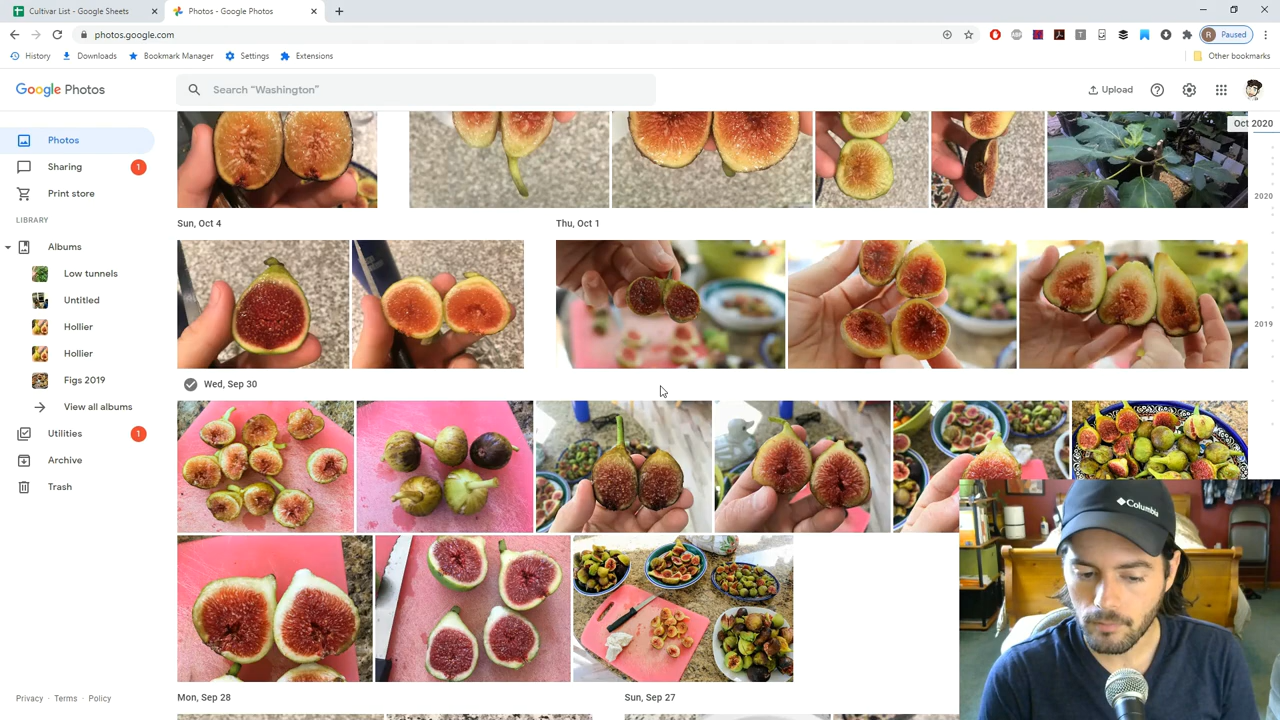 Cultivar List - Google Sheets
Photos - Google Photos
photos.google.com
R Paused
History
Downloads
Bookmark Manager
Settings
Extensions
Other bookmarks
Google Photos
Search "Washington"
Upload
Photos
Oct 2020
Sharing 1
Print store
2020
LIBRARY
Sun, Oct 4
Thu, Oct 1
Albums
Low tunnels
Untitled
Hollier
2019
Hollier
Figs 2019
Wed, Sep 30
View all albums
Utilities 1
Archive
Trash
Columbia
Privacy · Terms · Policy
Mon, Sep 28
Sun, Sep 27